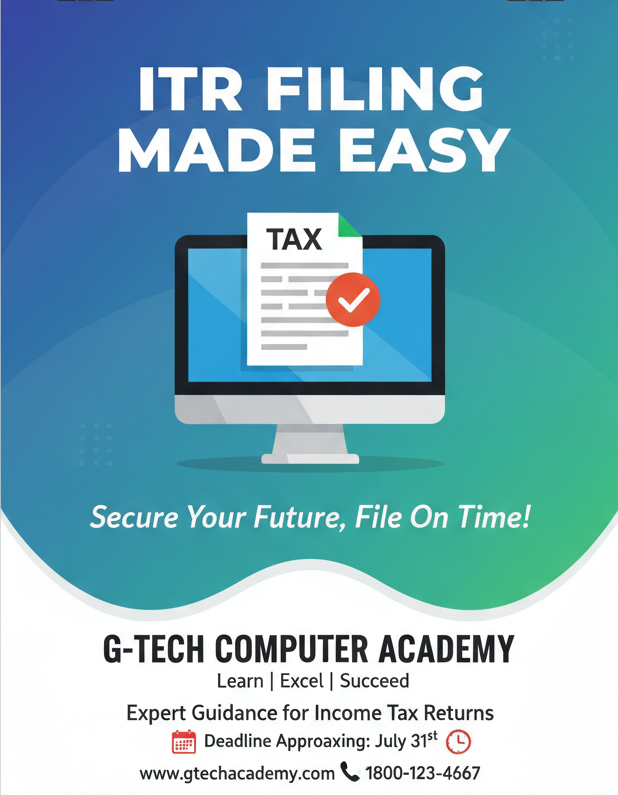 ITR FILING
MADE EASY
TAX
Secure Your Future, File On Time!
G-TECH COMPUTER ACADEMY
Learn | Excel | Succeed
Expert Guidance for Income Tax Returns
Deadline Approaxing: July 31st
www.gtechacademy.com 1800-123-4667